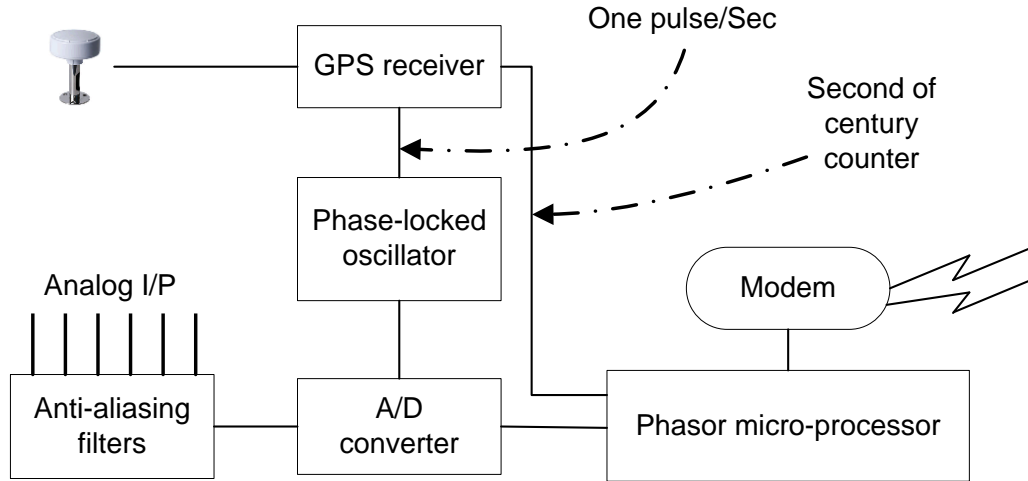 One pulse/Sec
GPS receiver
Second of
century
counter
Phase-locked
oscillator
Analog I/P
Modem
Anti-aliasing
filters
A/D
converter
Phasor micro-processor